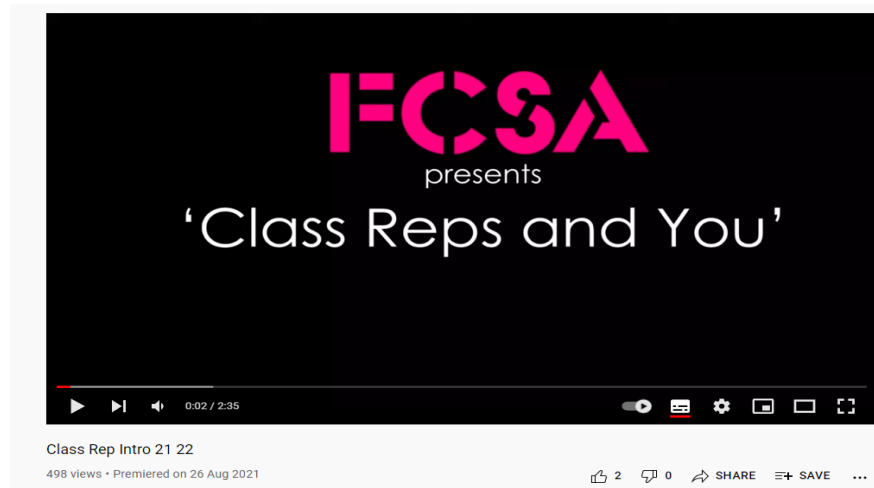 FCSA
presents
‘Class Reps and You’
0:02 / 2:35
Class Rep Intro 21 22
498 views • Premiered on 26 Aug 2021
2 0 SHARE SAVE ...